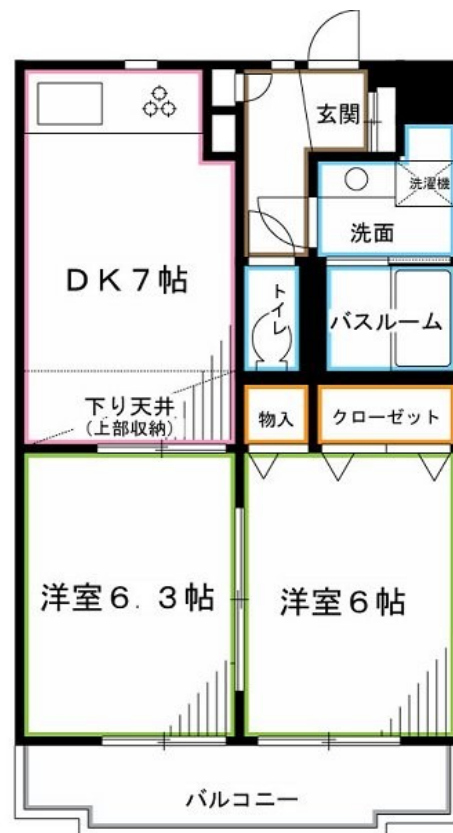 玄関
洗濯機
洗面
DK7帖
トイレ
バスルーム
下り天井
(上部収納)
物入
クローゼット
洋室6.3帖
洋室6帖
バルコニー